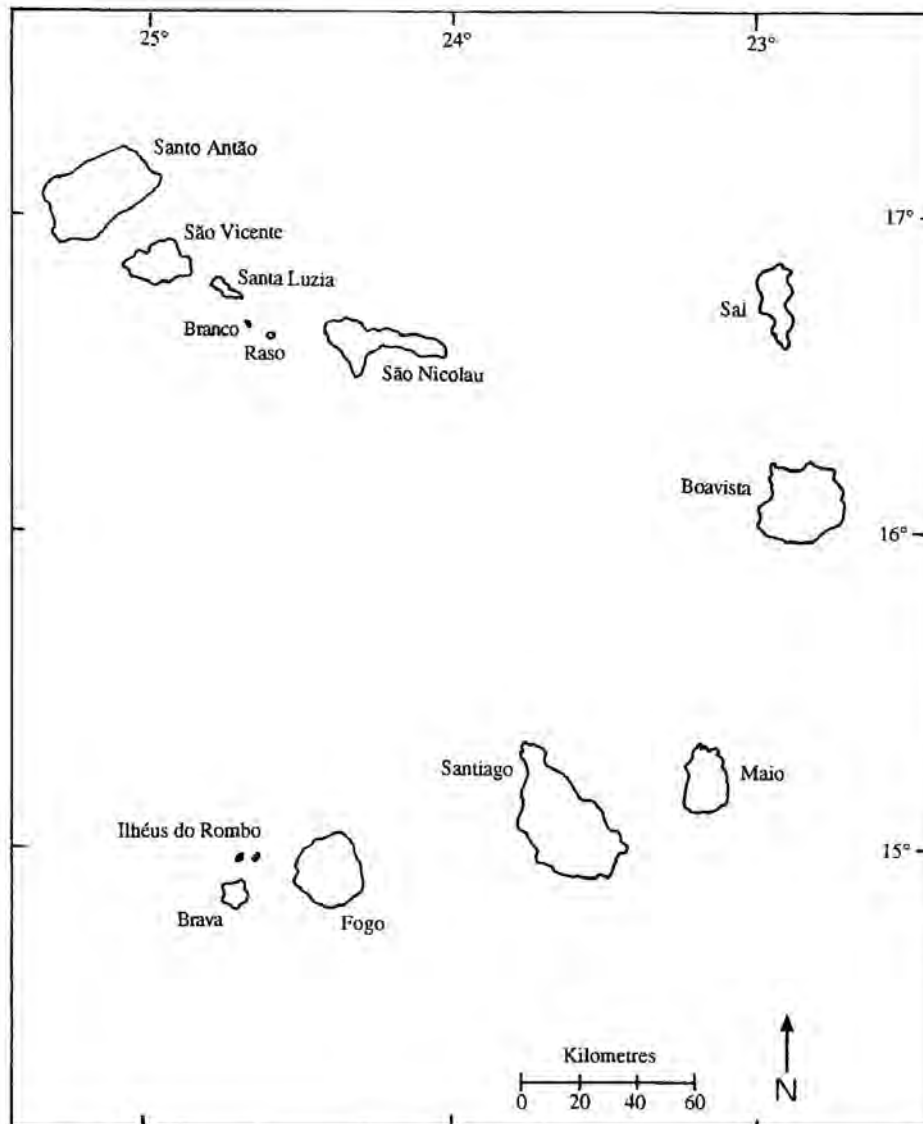 25°
24°
23°
Santo Antão
17°
São Vicente
Santa Luzia
Sal
Branco
Raso
São Nicolau
Boavista
16°
Santiago
Maio
Ilhéus do Rombo
15°
Brava
Fogo
Kilometres
0 20 40 60
N